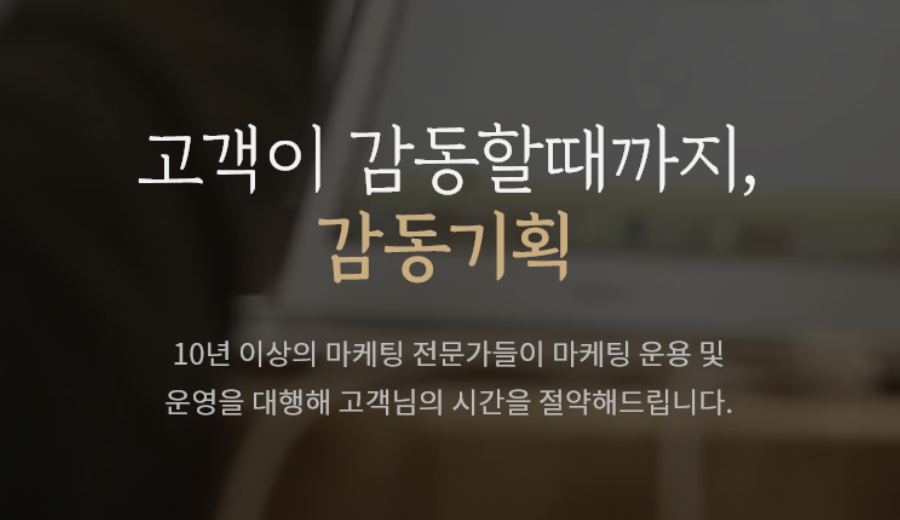 고객이 감동할때까지,
감동기획
10년 이상의 마케팅 전문가들이 마케팅 운용 및
운영을 대행해 고객님의 시간을 절약해드립니다.